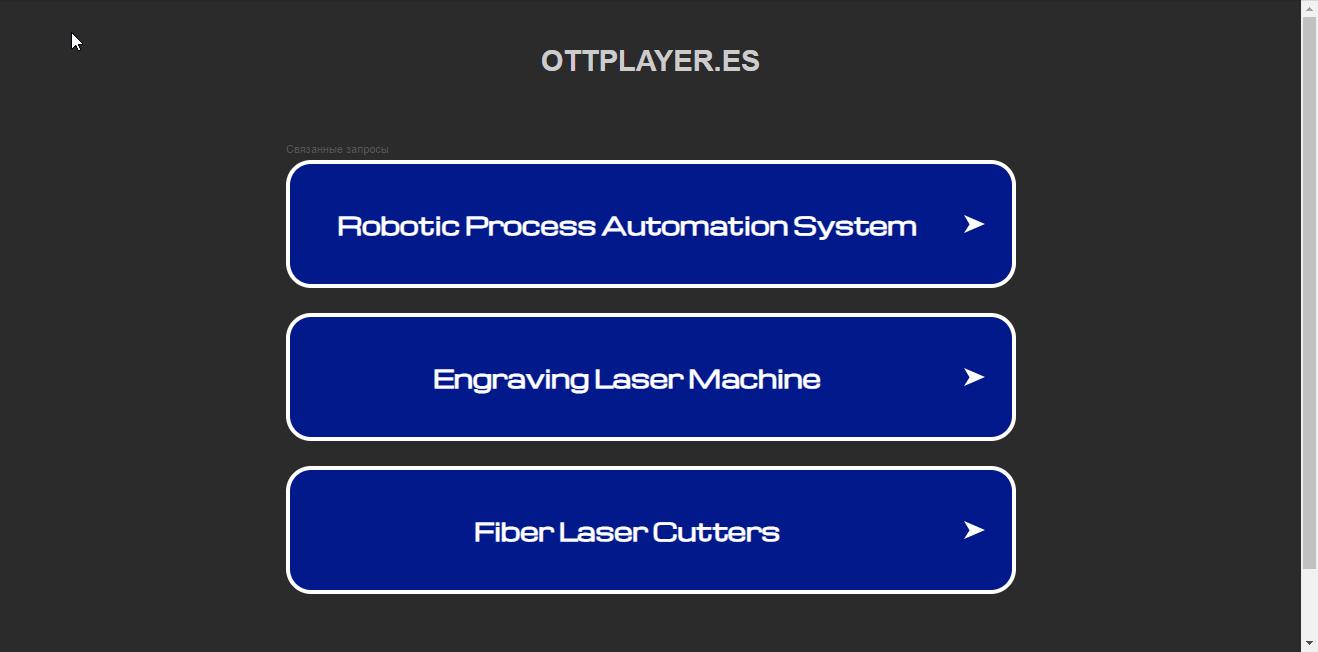 OTTPLAYER.ES
Связанные запросы
Robotic Process Automation System
Engraving Laser Machine
Fiber Laser Cutters